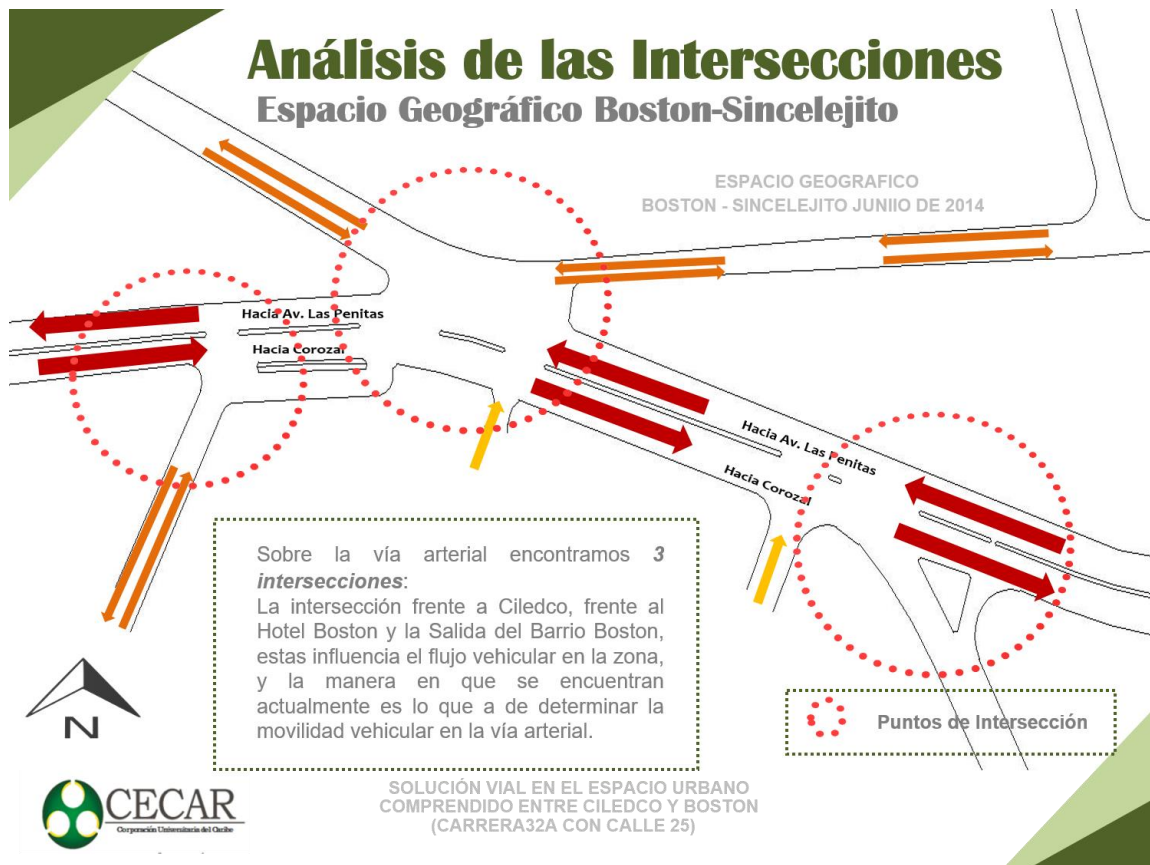 Análisis de las Intersecciones
Espacio Geográfico Boston-Sincelejito
ESPACIO GEOGRAFICO
BOSTON - SINCELEJITO JUNIIO DE 2014
Hacia Av. Las Penitas
Hacia Corozal
Hacia Av. Las Penitas
Hacia Corozal
Sobre la vía arterial encontramos 3
intersecciones:
La intersección frente a Ciledco, frente al
Hotel Boston y la Salida del Barrio Boston,
estas influencia el flujo vehicular en la zona,
y la manera en que se encuentran
actualmente es lo que a de determinar la
movilidad vehicular en la vía arterial.
Puntos de Intersección
N
CECAR
Corporación Universitaria del Caribe
SOLUCIÓN VIAL EN EL ESPACIO URBANO
COMPRENDIDO ENTRE CILEDCO Y BOSTON
(CARRERA32A CON CALLE 25)